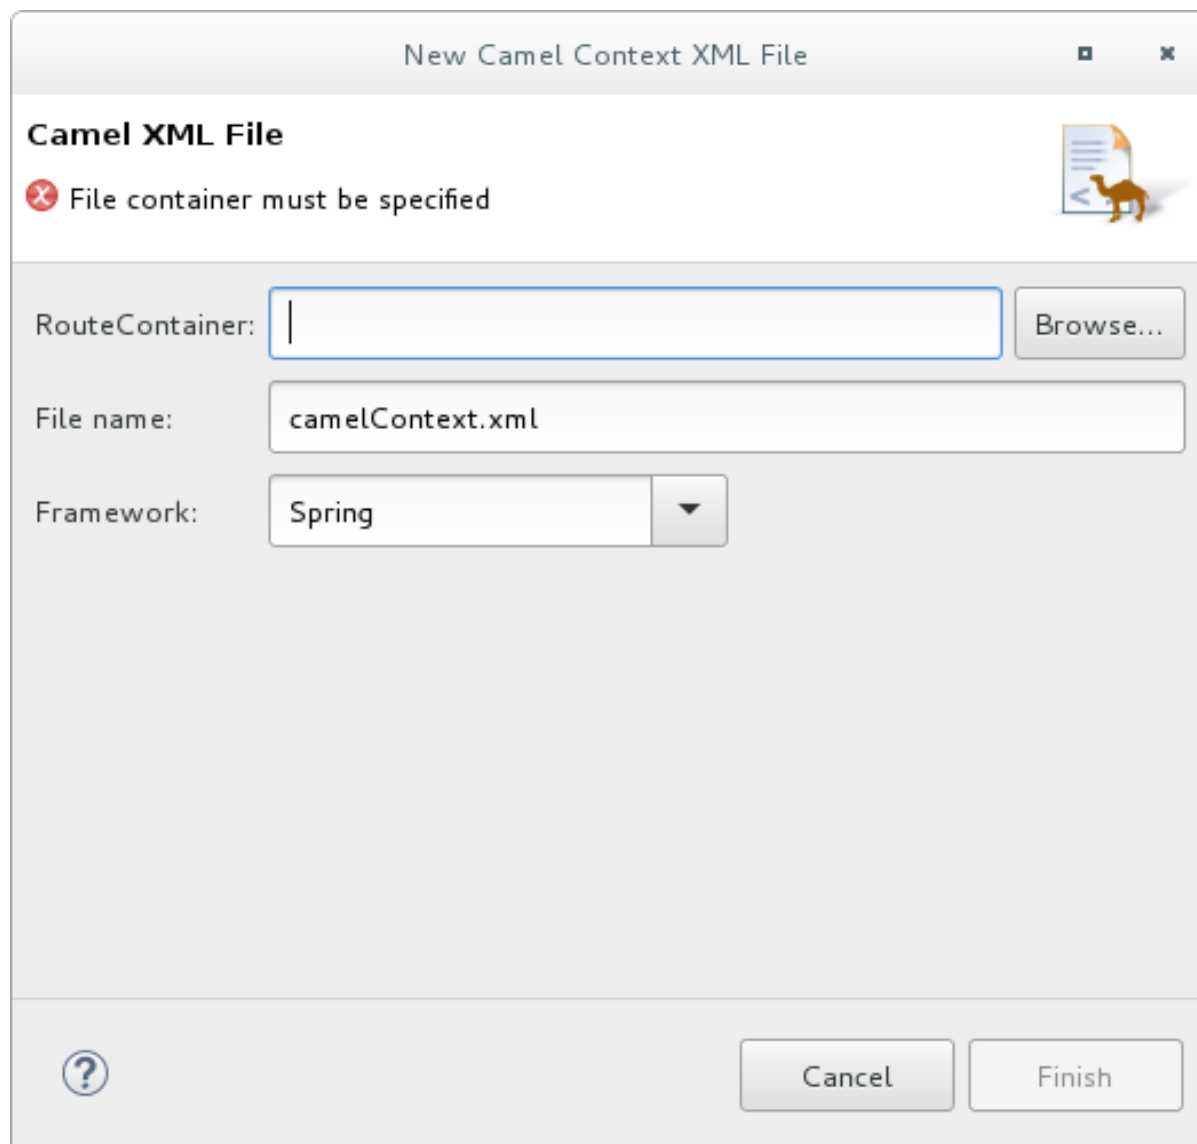 New Camel Context XML File
Camel XML File
File container must be specified
RouteContainer:
Browse...
File name:
camelContext.xml
Framework:
Spring
Cancel
Finish